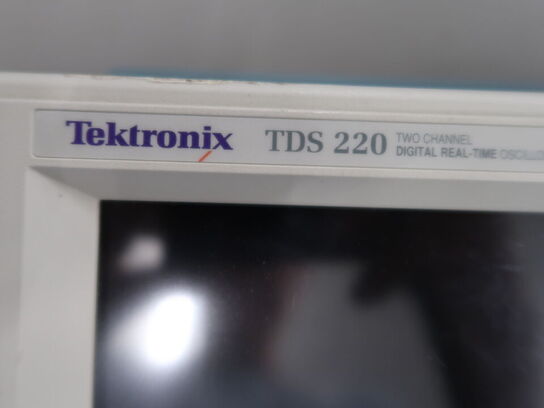 Tektronix TDS 220 TWO CHANNEL
DIGITAL REAL-TIME